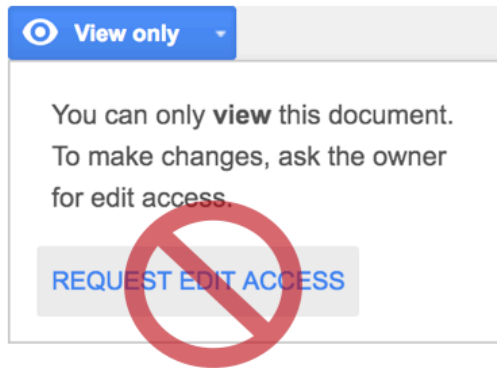 View only
You can only view this document.
To make changes, ask the owner
for edit access.
REQUEST EDIT ACCESS